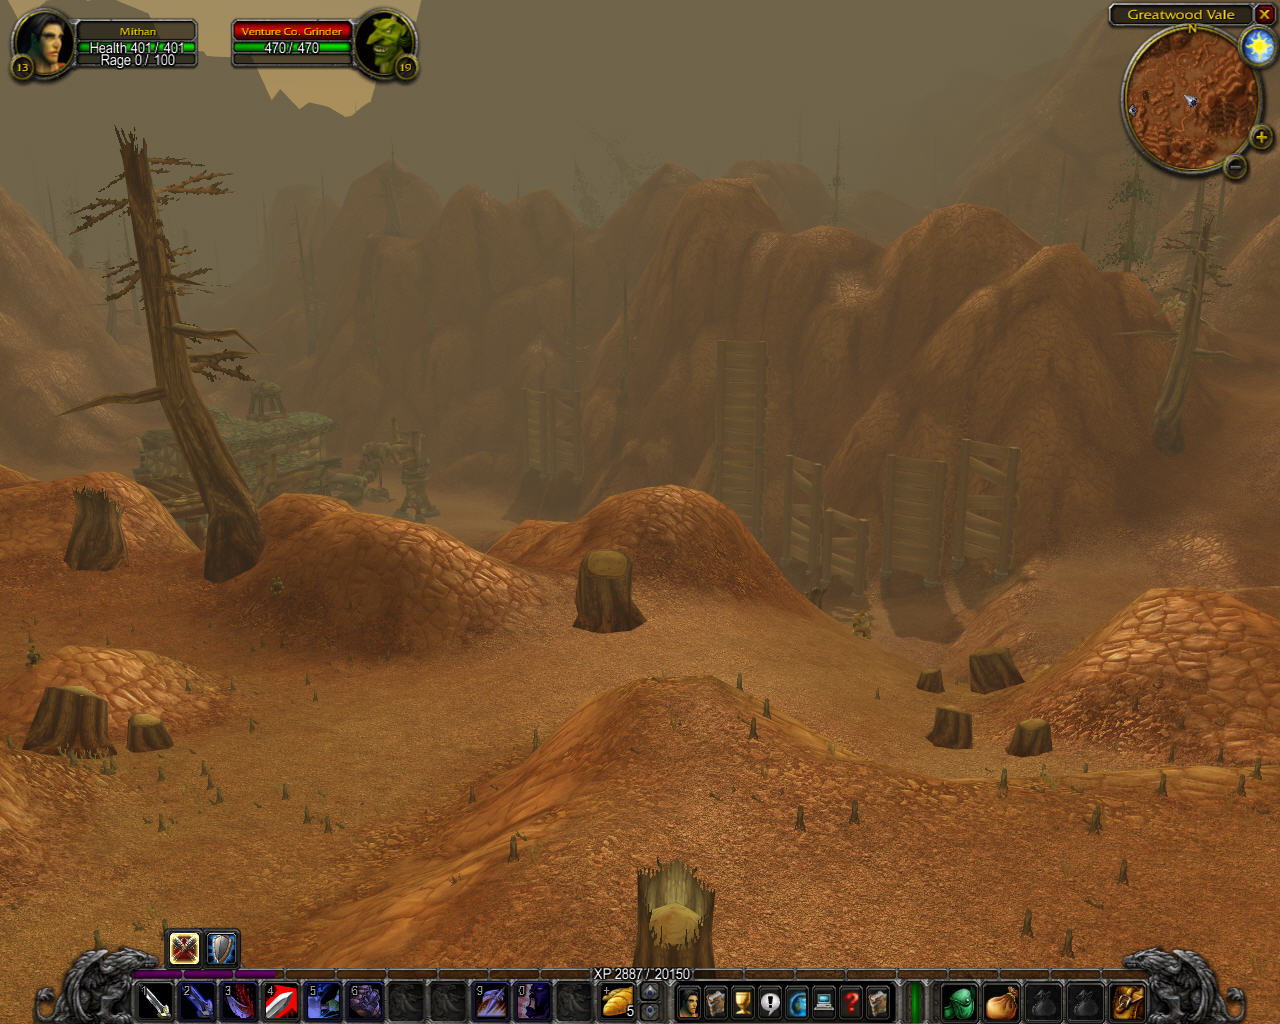 Mithan
Health 401 / 401
Rage 0 / 100
13
Venture Co. Grinder
470 / 470
19
Greatwood Vale
N
XP 2887 / 20150
1 2 3 4 5 6 9 0 + 5